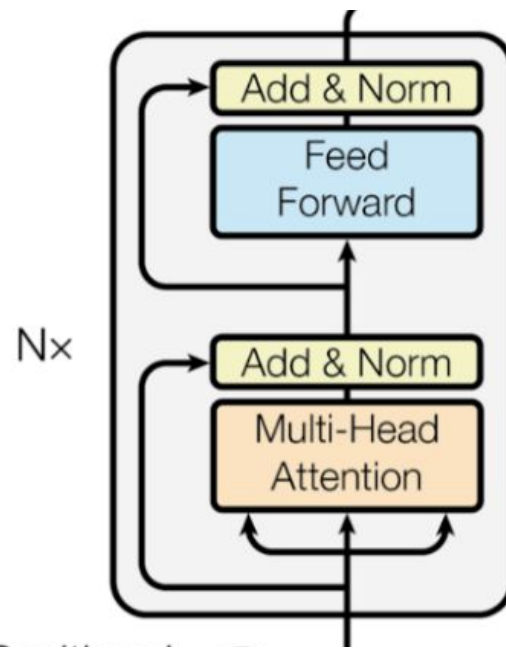 Add & Norm
Feed
Forward
Nx
Add & Norm
Multi-Head
Attention